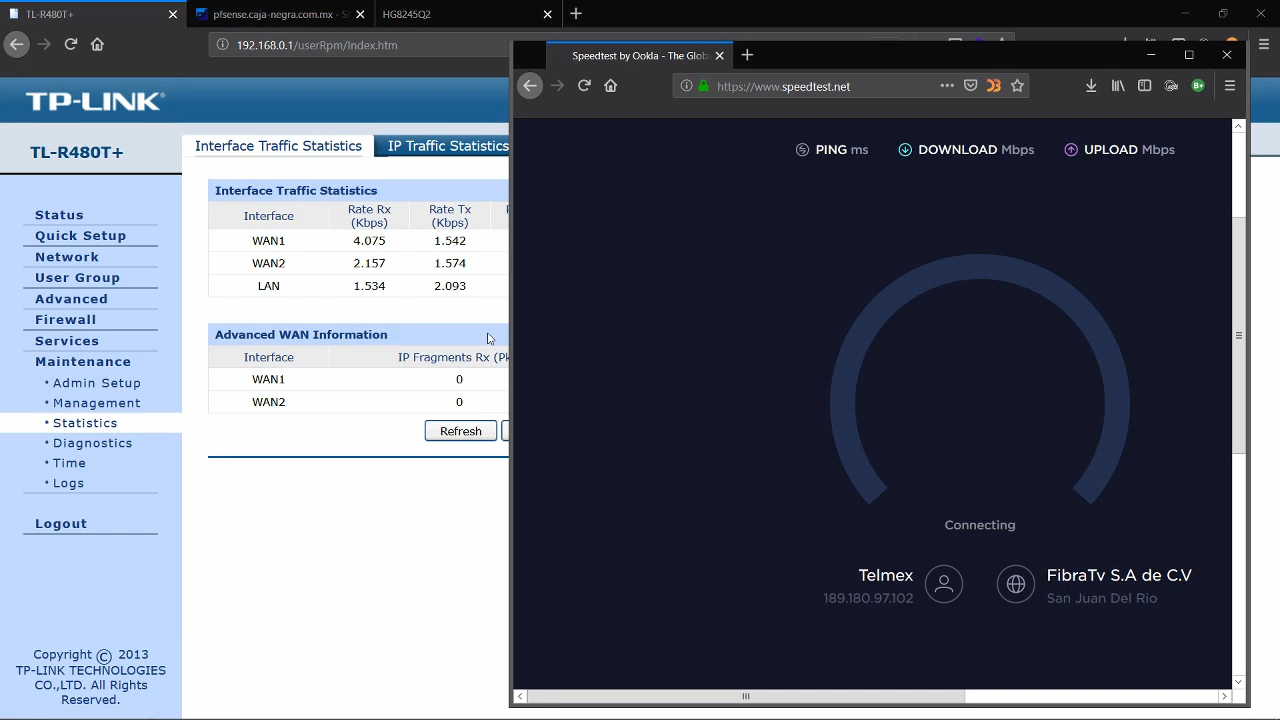 TL-R480T+
pfsense.caja-negra.com.mx - S
HG8245Q2
192.168.0.1/userRpm/Index.htm
TP-LINK
TL-R480T+
Status
Quick Setup
Network
User Group
Advanced
Firewall
Services
Maintenance
• Admin Setup
• Management
• Statistics
• Diagnostics
• Time
• Logs
Logout
Copyright © 2013
TP-LINK TECHNOLOGIES
CO.,LTD. All Rights
Reserved.
Interface Traffic Statistics
IP Traffic Statistics
Interface Traffic Statistics
Interface Rate Rx (Kbps) Rate Tx (Kbps)
WAN1 4.075 1.542
WAN2 2.157 1.574
LAN 1.534 2.093
Advanced WAN Information
Interface IP Fragments Rx (Pk
WAN1 0
WAN2 0
Refresh
Speedtest by Ookla - The Glob
https://www.speedtest.net
PING ms DOWNLOAD Mbps UPLOAD Mbps
Connecting
Telmex
189.180.97.102
FibraTv S.A de C.V
San Juan Del Rio